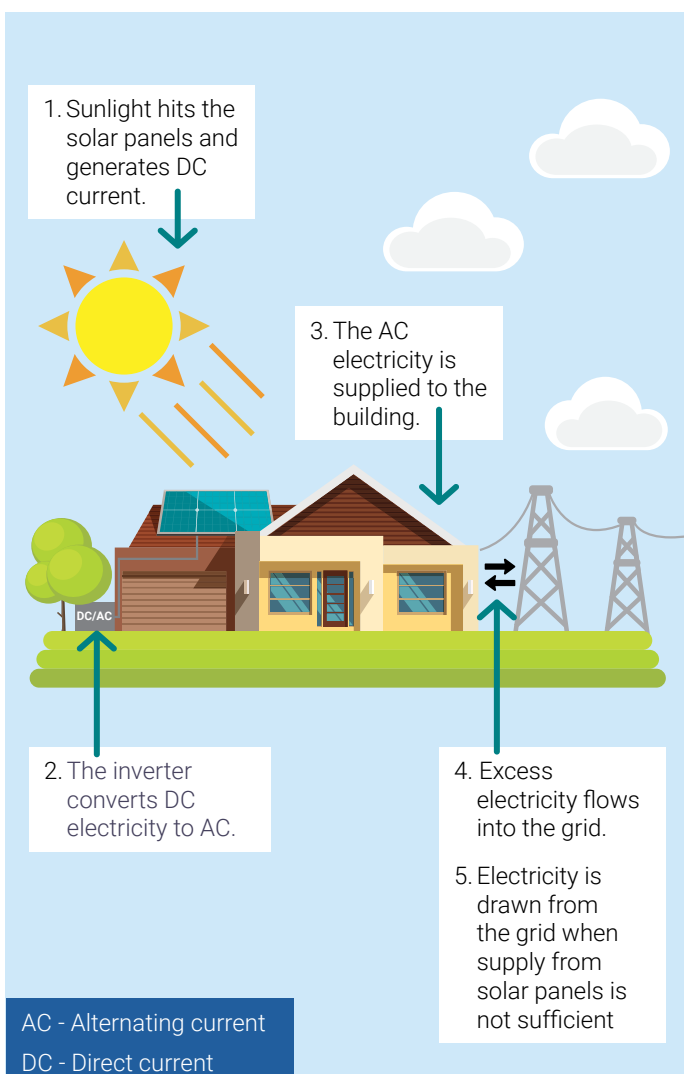 1. Sunlight hits the
solar panels and
generates DC
current.
3. The AC
electricity is
supplied to the
building.
DC/AC
2. The inverter
converts DC
electricity to AC.
4. Excess
electricity flows
into the grid.
5. Electricity is
drawn from
the grid when
supply from
solar panels is
not sufficient
AC - Alternating current
DC - Direct current